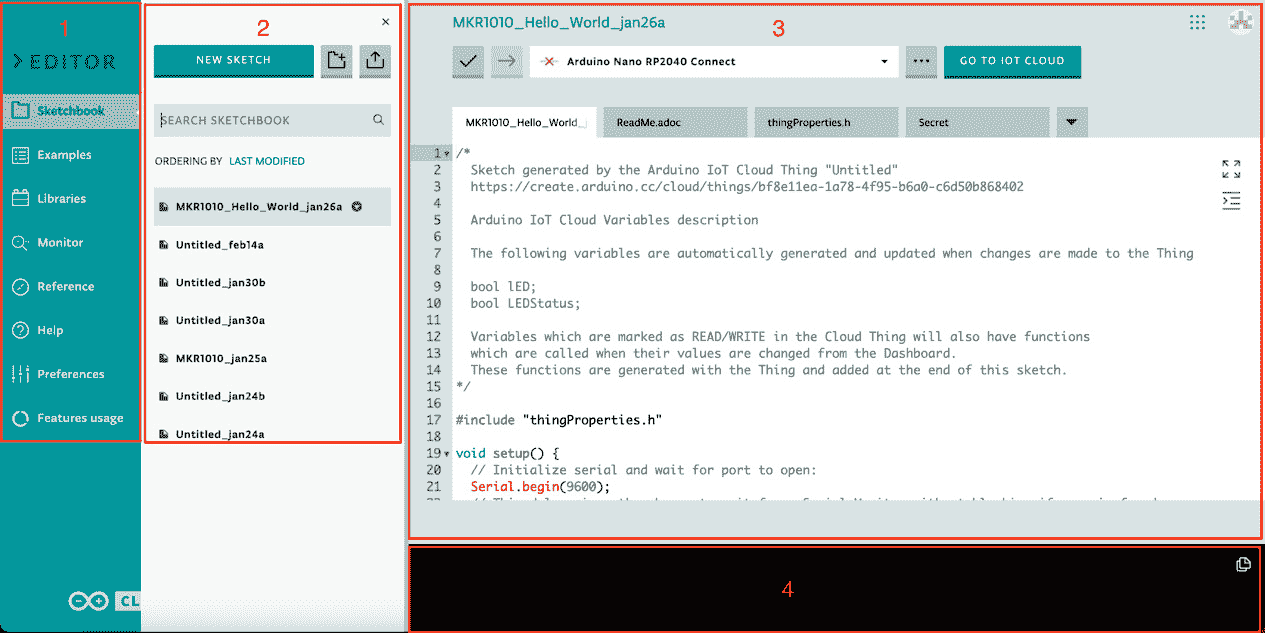 1
> EDITOR
Sketchbook
Examples
Libraries
Monitor
Reference
Help
Preferences
Features usage
CL
2
×
NEW SKETCH
SEARCH SKETCHBOOK
ORDERING BY LAST MODIFIED
MKR1010_Hello_World_jan26a
Untitled_feb14a
Untitled_jan30b
Untitled_jan30a
MKR1010_jan25a
Untitled_jan24b
Untitled_jan24a
MKR1010_Hello_World_jan26a
3
Arduino Nano RP2040 Connect
GO TO IOT CLOUD
MKR1010_Hello_World_ ReadMe.adoc thingProperties.h Secret
1 /*
2 Sketch generated by the Arduino IoT Cloud Thing "Untitled"
3 https://create.arduino.cc/cloud/things/bf8e11ea-1a78-4f95-b6a0-c6d50b868402
4
5 Arduino IoT Cloud Variables description
6
7 The following variables are automatically generated and updated when changes are made to the Thing
8
9 bool lED;
10 bool LEDStatus;
11
12 Variables which are marked as READ/WRITE in the Cloud Thing will also have functions
13 which are called when their values are changed from the Dashboard.
14 These functions are generated with the Thing and added at the end of this sketch.
15 */
16
17 #include "thingProperties.h"
18
19 void setup() {
20 // Initialize serial and wait for port to open:
21 Serial.begin(9600);
4